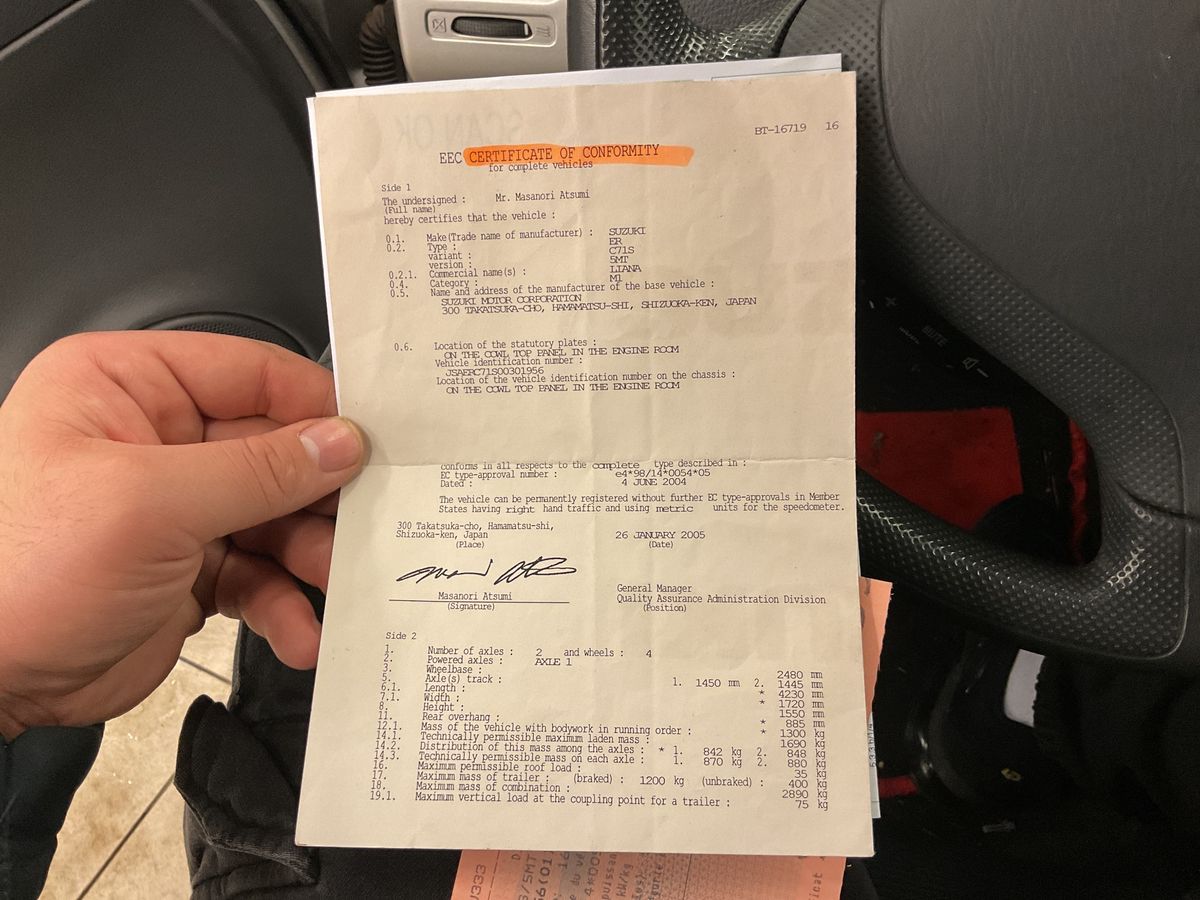 BT-16719 16
EEC CERTIFICATE OF CONFORMITY
for complete vehicles
Side 1
The undersigned : Mr. Masanori Atsumi
(Full name)
hereby certifies that the vehicle :
0.1. Make(Trade name of manufacturer) : SUZUKI
0.2. Type : ER
variant : C71S
version : 5MT
0.2.1. Commercial name(s) : LIANA
0.4. Category : M1
0.5. Name and address of the manufacturer of the base vehicle :
SUZUKI MOTOR CORPORATION
300 TAKATSUKA-CHO, HAMAMATSU-SHI, SHIZUOKA-KEN, JAPAN
0.6. Location of the statutory plates :
ON THE COWL TOP PANEL IN THE ENGINE ROOM
Vehicle identification number :
JSAERC71S00301956
Location of the vehicle identification number on the chassis :
ON THE COWL TOP PANEL IN THE ENGINE ROOM
conforms in all respects to the complete type described in :
EC type-approval number : e4*98/14*0054*05
Dated : 4 JUNE 2004
The vehicle can be permanently registered without further EC type-approvals in Member
States having right hand traffic and using metric units for the speedometer.
300 Takatsuka-cho, Hamamatsu-shi,
Shizuoka-ken, Japan 26 JANUARY 2005
(Place) (Date)
Masanori Atsumi General Manager
(Signature) Quality Assurance Administration Division
(Position)
Side 2
1. Number of axles : 2 and wheels : 4
2. Powered axles : AXLE 1
3. Wheelbase : 2480 mm
5. Axle(s) track : 1. 1450 mm 2. 1445 mm
6.1. Length : * 4230 mm
7.1. Width : * 1720 mm
8. Height : 1550 mm
11. Rear overhang : * 885 mm
12.1. Mass of the vehicle with bodywork in running order : * 1300 kg
14.1. Technically permissible maximum laden mass : 1690 kg
14.2. Distribution of this mass among the axles : * 1. 842 kg 2. 848 kg
14.3. Technically permissible mass on each axle : 1. 870 kg 2. 880 kg
16. Maximum permissible roof load : 35 kg
17. Maximum mass of trailer : (braked) : 1200 kg (unbraked) : 400 kg
18. Maximum mass of combination : 2890 kg
19.1. Maximum vertical load at the coupling point for a trailer : 75 kg
MUTE